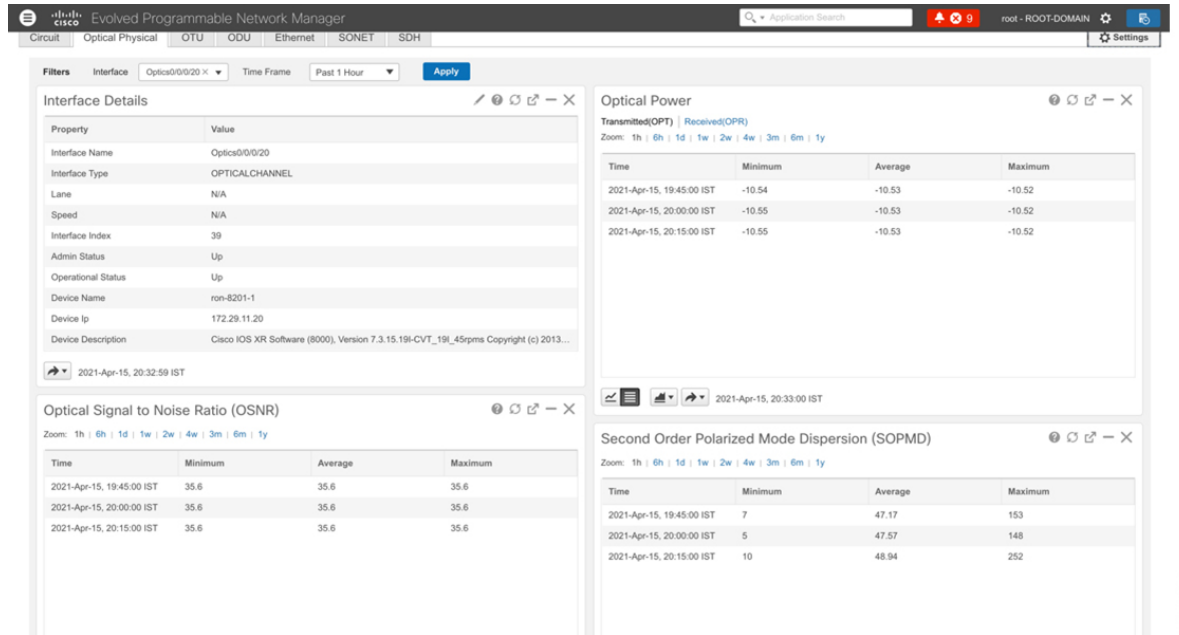 cisco Evolved Programmable Network Manager
Application Search
9
root - ROOT-DOMAIN
Circuit Optical Physical OTU ODU Ethernet SONET SDH
Settings
Filters Interface Optics0/0/0/20 × Time Frame Past 1 Hour Apply
Interface Details
Property Value
Interface Name Optics0/0/0/20
Interface Type OPTICALCHANNEL
Lane N/A
Speed N/A
Interface Index 39
Admin Status Up
Operational Status Up
Device Name ron-8201-1
Device Ip 172.29.11.20
Device Description Cisco IOS XR Software (8000), Version 7.3.15.19I-CVT_19I_45rpms Copyright (c) 2013...
2021-Apr-15, 20:32:59 IST
Optical Power
Transmitted(OPT) | Received(OPR)
Zoom: 1h | 6h | 1d | 1w | 2w | 4w | 3m | 6m | 1y
Time Minimum Average Maximum
2021-Apr-15, 19:45:00 IST -10.54 -10.53 -10.52
2021-Apr-15, 20:00:00 IST -10.55 -10.53 -10.52
2021-Apr-15, 20:15:00 IST -10.55 -10.53 -10.52
2021-Apr-15, 20:33:00 IST
Optical Signal to Noise Ratio (OSNR)
Zoom: 1h | 6h | 1d | 1w | 2w | 4w | 3m | 6m | 1y
Time Minimum Average Maximum
2021-Apr-15, 19:45:00 IST 35.6 35.6 35.6
2021-Apr-15, 20:00:00 IST 35.6 35.6 35.6
2021-Apr-15, 20:15:00 IST 35.6 35.6 35.6
Second Order Polarized Mode Dispersion (SOPMD)
Zoom: 1h | 6h | 1d | 1w | 2w | 4w | 3m | 6m | 1y
Time Minimum Average Maximum
2021-Apr-15, 19:45:00 IST 7 47.17 153
2021-Apr-15, 20:00:00 IST 5 47.57 148
2021-Apr-15, 20:15:00 IST 10 48.94 252